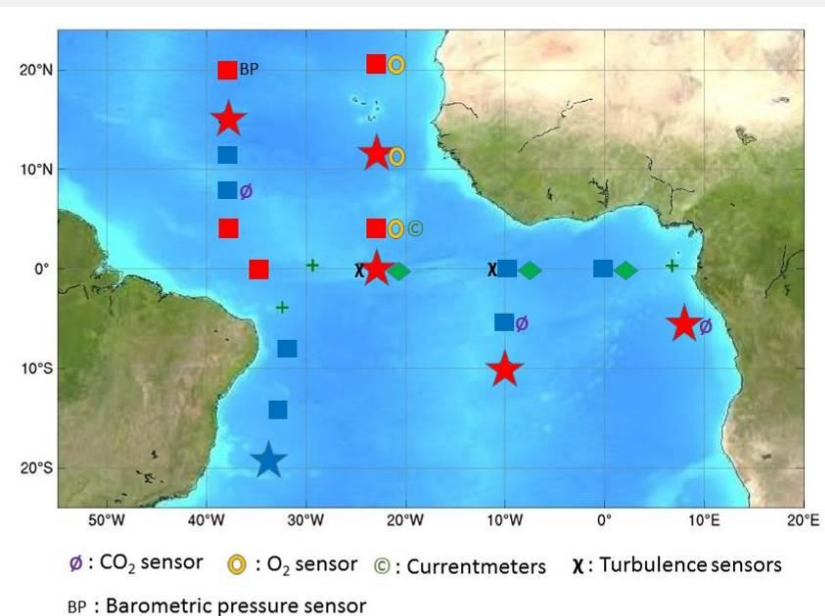 20°N
BP
O
O
10°N
ø
O ©
0°
χ
χ
ø
ø
10°S
20°S
50°W 40°W 30°W 20°W 10°W 0° 10°E 20°E
ø : CO₂ sensor O : O₂ sensor © : Currentmeters χ : Turbulence sensors
BP : Barometric pressure sensor